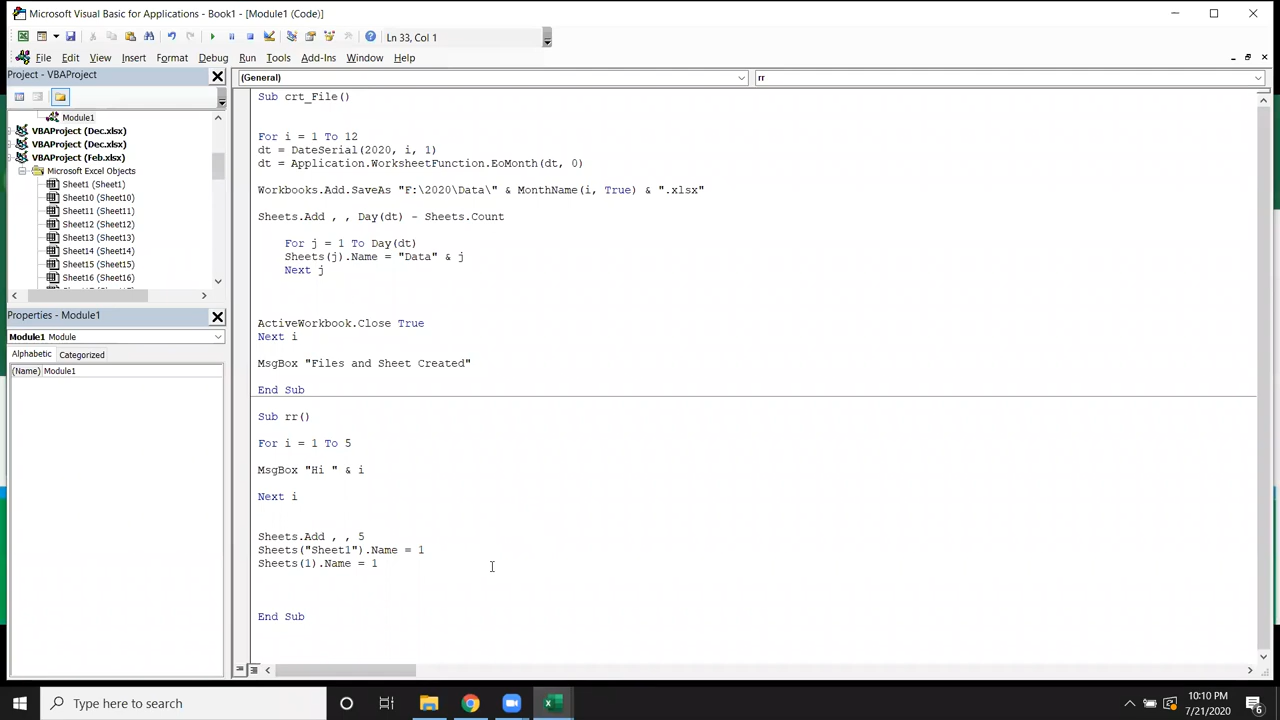 Microsoft Visual Basic for Applications - Book1 - [Module1 (Code)]
Ln 33, Col 1
File Edit View Insert Format Debug Run Tools Add-Ins Window Help
Project - VBAProject
(General)
rr
Module1
VBAProject (Dec.xlsx)
VBAProject (Feb.xlsx)
Microsoft Excel Objects
Sheet1 (Sheet1)
Sheet10 (Sheet10)
Sheet11 (Sheet11)
Sheet12 (Sheet12)
Sheet13 (Sheet13)
Sheet14 (Sheet14)
Sheet15 (Sheet15)
Sheet16 (Sheet16)
Properties - Module1
Module1 Module
Alphabetic Categorized
(Name) Module1
Sub crt_File()
For i = 1 To 12
dt = DateSerial(2020, i, 1)
dt = Application.WorksheetFunction.EoMonth(dt, 0)
Workbooks.Add.SaveAs "F:\2020\Data\" & MonthName(i, True) & ".xlsx"
Sheets.Add , , Day(dt) - Sheets.Count
For j = 1 To Day(dt)
Sheets(j).Name = "Data" & j
Next j
ActiveWorkbook.Close True
Next i
MsgBox "Files and Sheet Created"
End Sub
Sub rr()
For i = 1 To 5
MsgBox "Hi " & i
Next i
Sheets.Add , , 5
Sheets("Sheet1").Name = 1
Sheets(1).Name = 1
End Sub
Type here to search
10:10 PM
7/21/2020
6